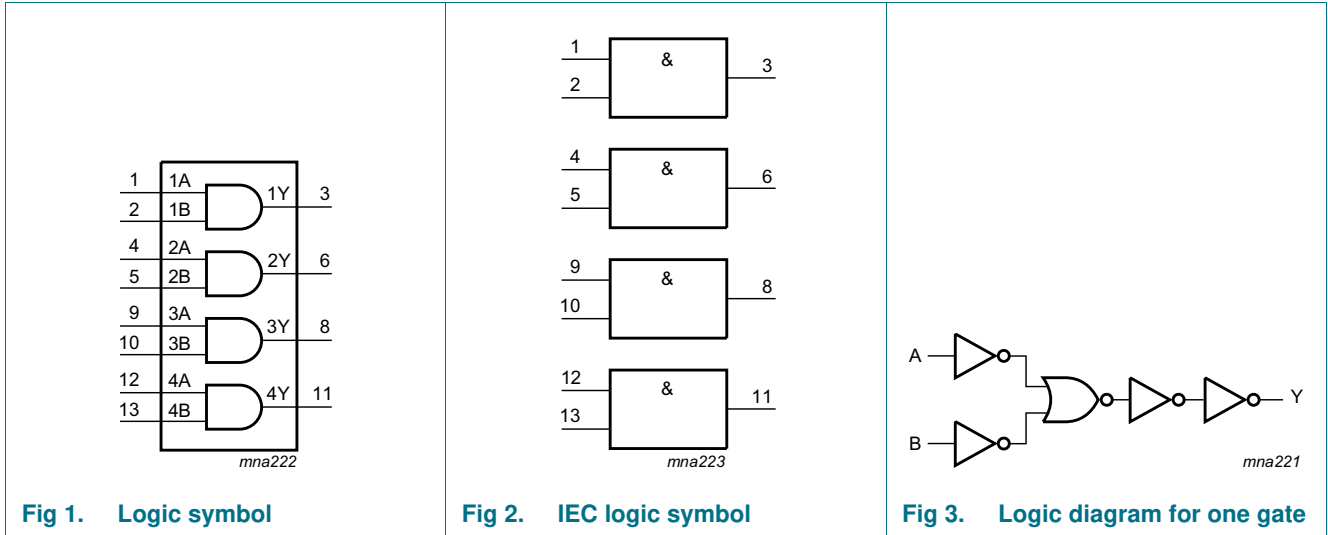 1
1A
1Y
3
2
1B
4
2A
2Y
6
5
2B
9
3A
3Y
8
10
3B
12
4A
4Y
11
13
4B
mna222
Fig 1. Logic symbol
1
&
3
2
4
&
6
5
9
&
8
10
12
&
11
13
mna223
Fig 2. IEC logic symbol
A
Y
B
mna221
Fig 3. Logic diagram for one gate